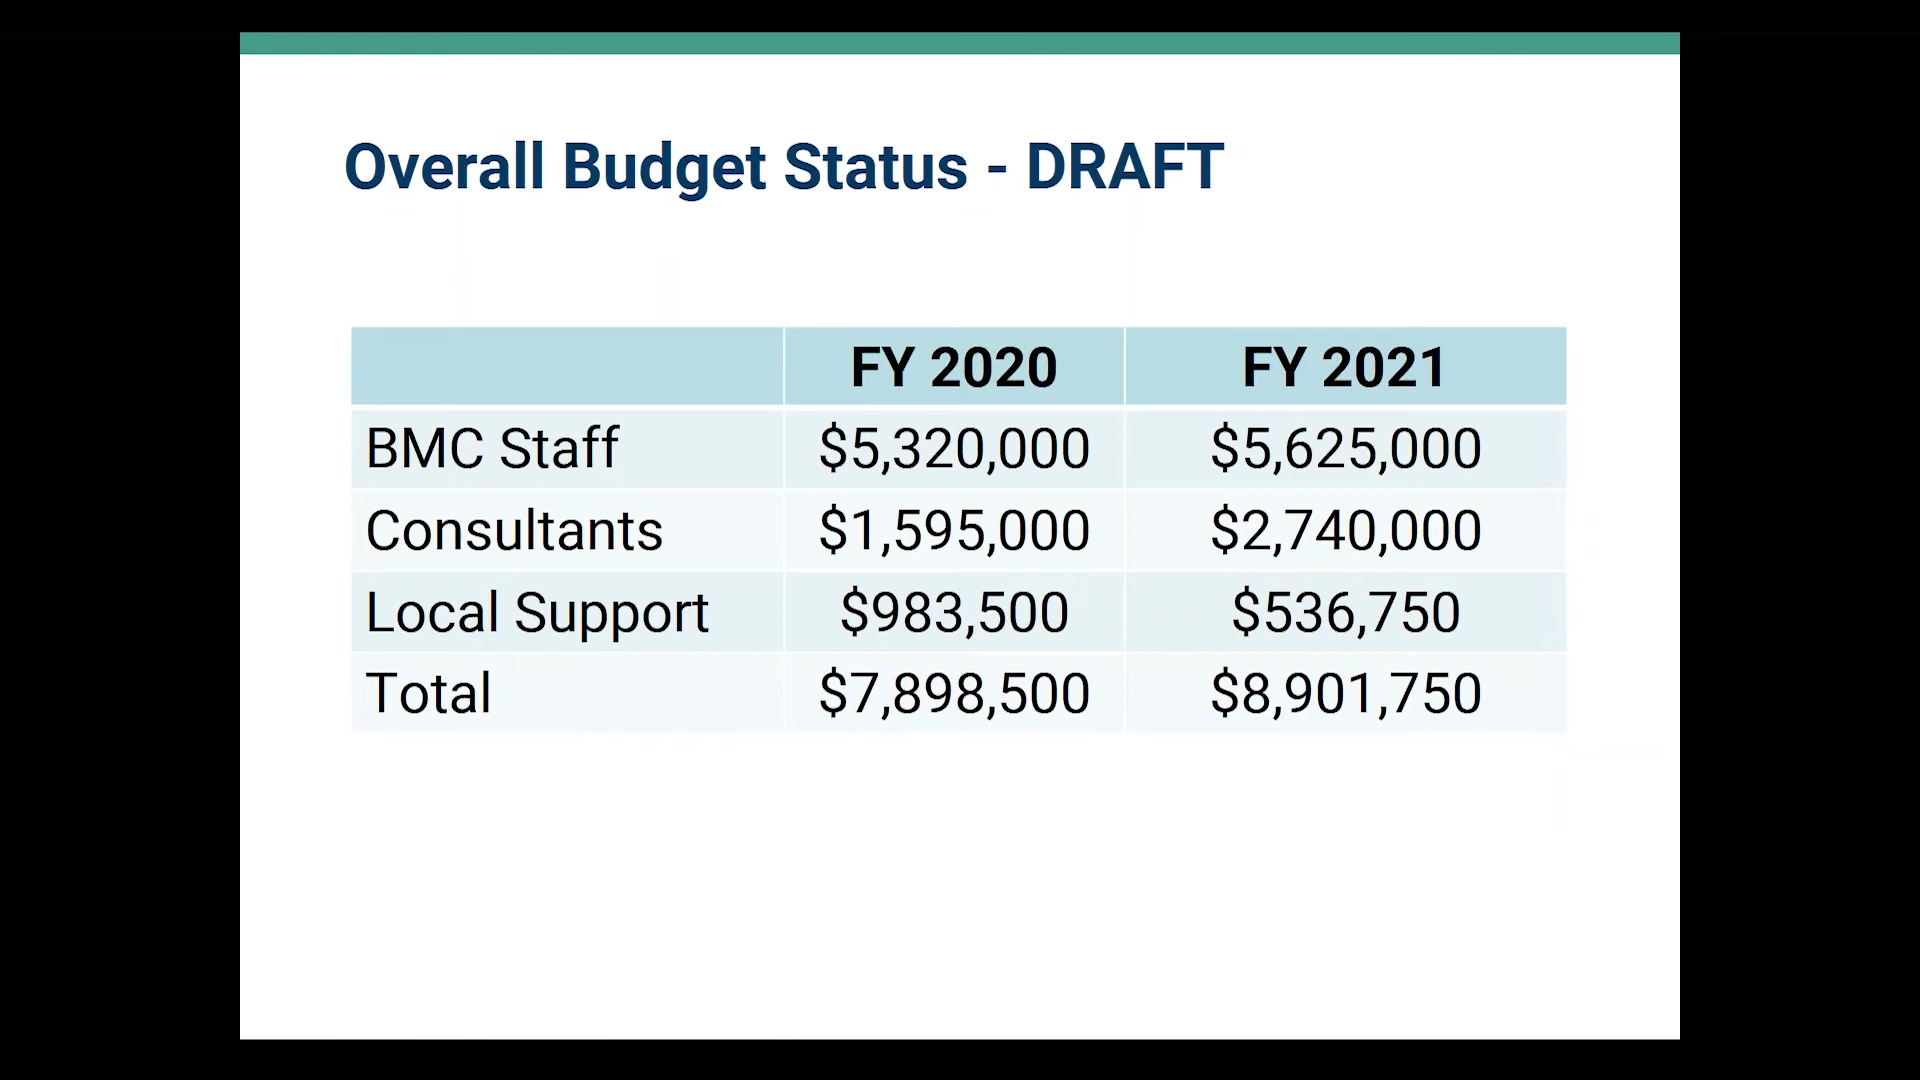 Overall Budget Status - DRAFT
FY 2020 FY 2021
BMC Staff $5,320,000 $5,625,000
Consultants $1,595,000 $2,740,000
Local Support $983,500 $536,750
Total $7,898,500 $8,901,750